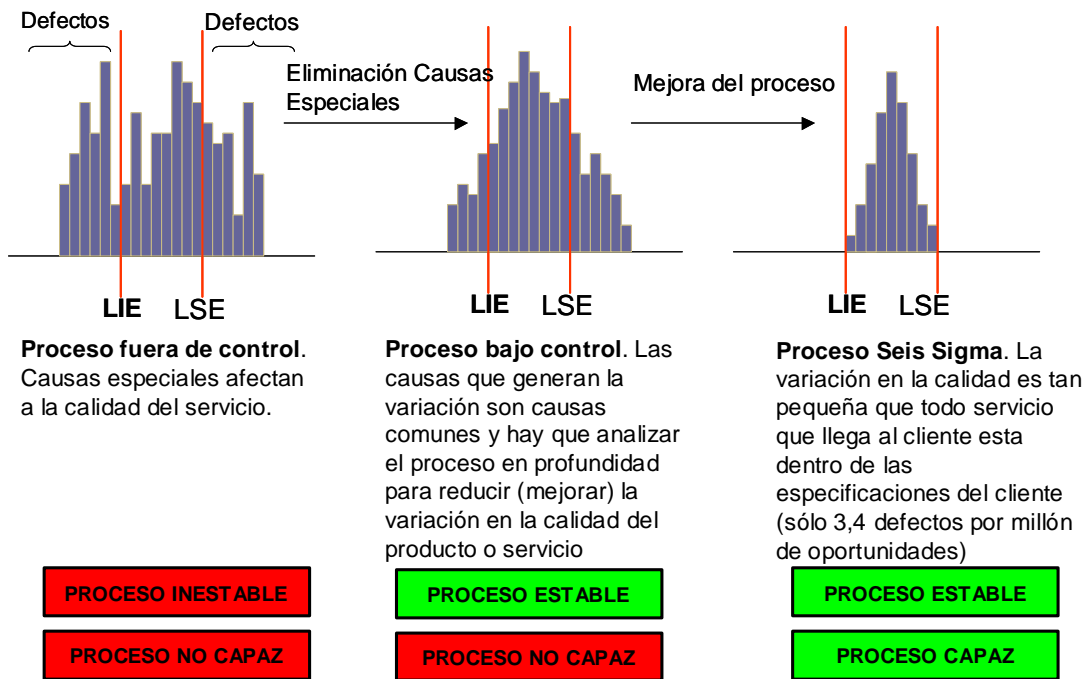 Defectos
Defectos
Eliminación Causas
Especiales
Mejora del proceso
LIE
LSE
LIE
LSE
LIE
LSE
Proceso fuera de control.
Causas especiales afectan
a la calidad del servicio.
Proceso bajo control. Las
causas que generan la
variación son causas
comunes y hay que analizar
el proceso en profundidad
para reducir (mejorar) la
variación en la calidad del
producto o servicio
Proceso Seis Sigma. La
variación en la calidad es tan
pequeña que todo servicio
que llega al cliente esta
dentro de las
especificaciones del cliente
(sólo 3,4 defectos por millón
de oportunidades)
PROCESO INESTABLE
PROCESO NO CAPAZ
PROCESO ESTABLE
PROCESO NO CAPAZ
PROCESO ESTABLE
PROCESO CAPAZ